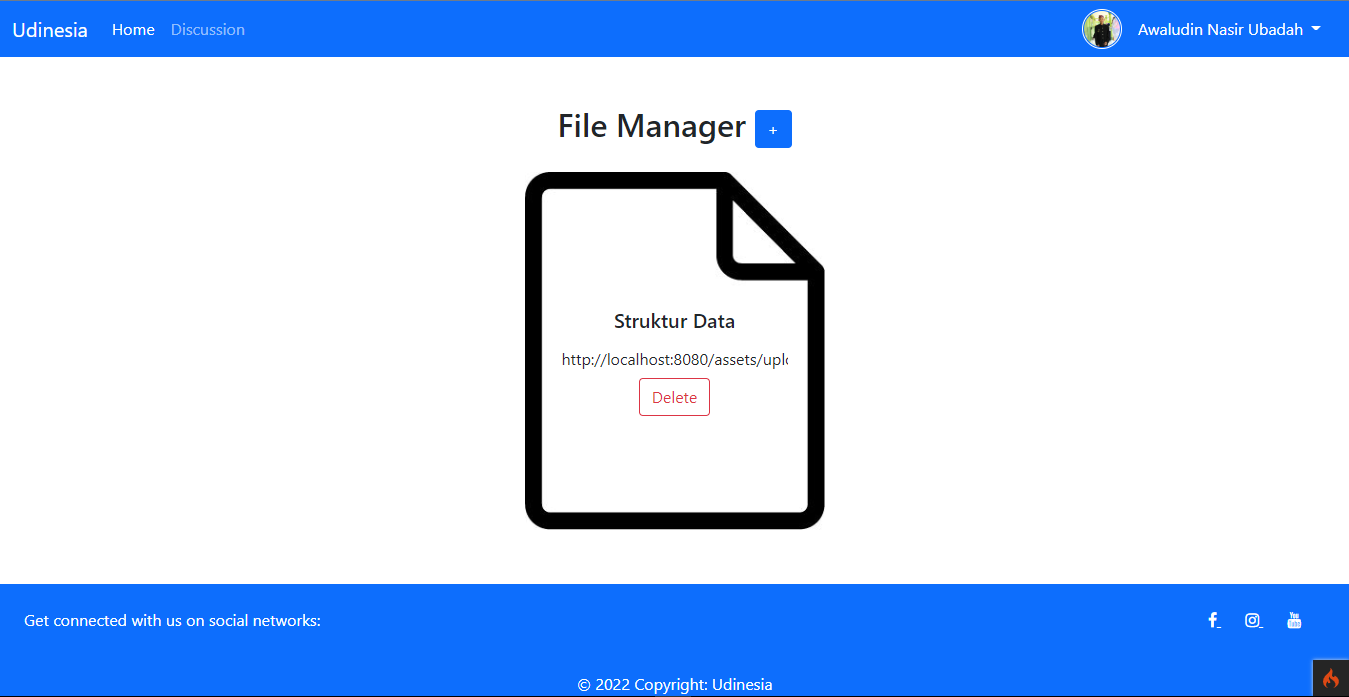 Udinesia Home Discussion Awaludin Nasir Ubadah
File Manager +
Struktur Data
http://localhost:8080/assets/uplo
Delete
Get connected with us on social networks:
© 2022 Copyright: Udinesia